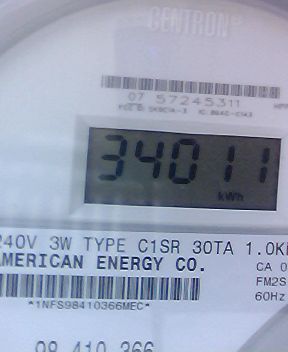 CENTRON®
07 57245311
34011
kWh
240V 3W TYPE C1SR 30TA 1.0K
AMERICAN ENERGY CO.
CA 0
FM2S
60Hz
*1NFS98410366MEC*
98 410 366